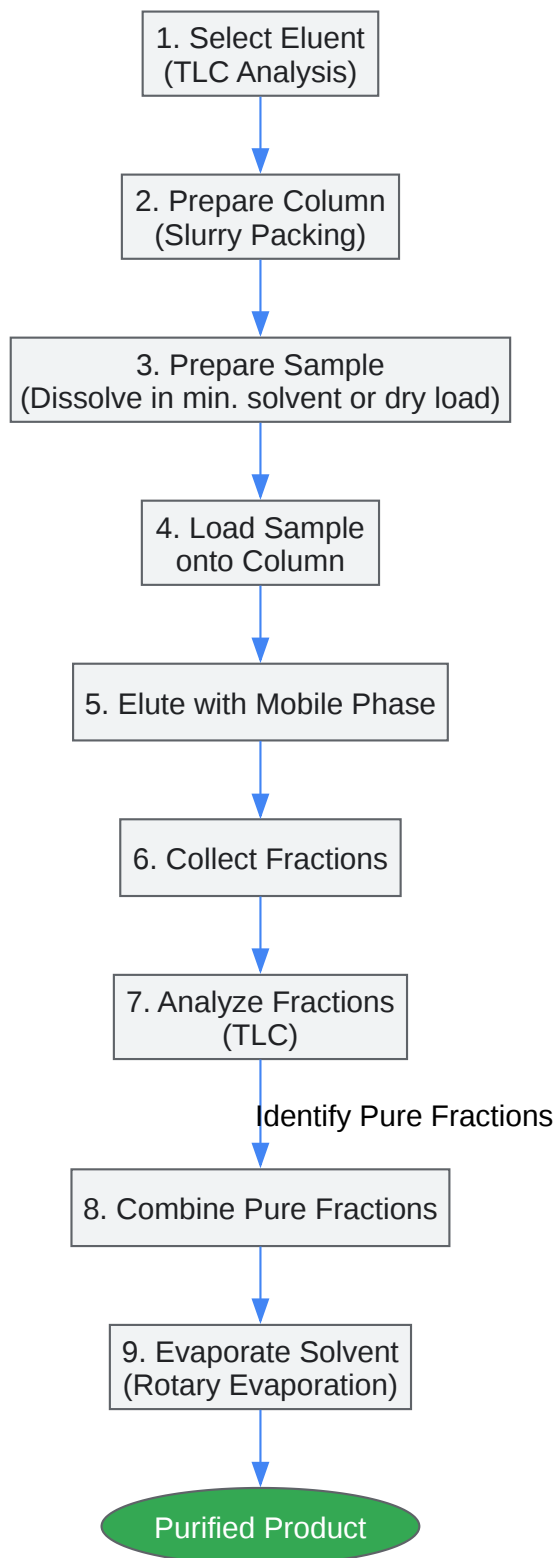 1. Select Eluent
(TLC Analysis)
2. Prepare Column
(Slurry Packing)
3. Prepare Sample
(Dissolve in min. solvent or dry load)
4. Load Sample
onto Column
5. Elute with Mobile Phase
6. Collect Fractions
7. Analyze Fractions
(TLC)
Identify Pure Fractions
8. Combine Pure Fractions
9. Evaporate Solvent
(Rotary Evaporation)
Purified Product